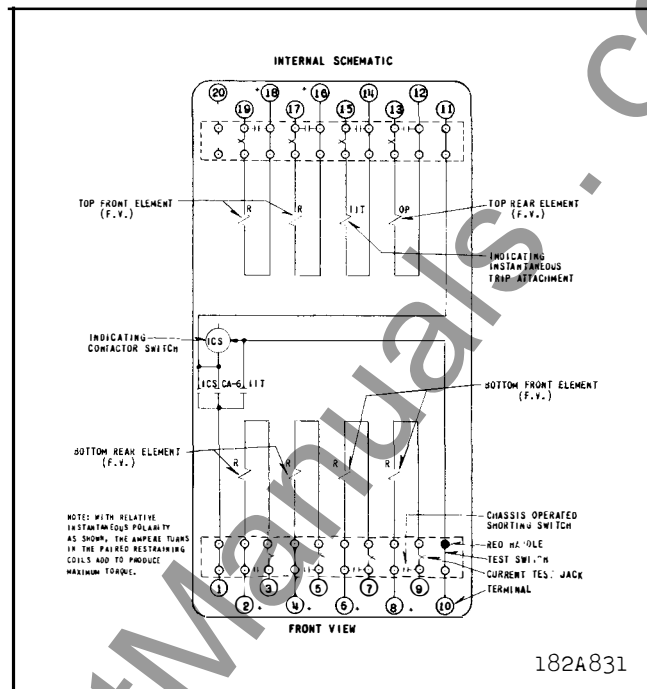 INTERNAL SCHEMATIC
20 18 16 14 12
19 17 15 13 11
TOP FRONT ELEMENT
(F.V.)
R R IIT OP
TOP REAR ELEMENT
(F.V.)
INDICATING
INSTANTANEOUS
TRIP ATTACHMENT
INDICATING
CONTACTOR SWITCH
ICS
ICS CA-6 IIT
BOTTOM FRONT ELEMENT
(F.V.)
BOTTOM REAR ELEMENT
(F.V.)
R R R R
NOTE: WITH RELATIVE
INSTANTANEOUS POLARITY
AS SHOWN, THE AMPERE TURNS
IN THE PAIRED RESTRAINING
COILS ADD TO PRODUCE
MAXIMUM TORQUE.
CHASSIS OPERATED
SHORTING SWITCH
RED HANDLE
TEST SWITCH
CURRENT TEST JACK
TERMINAL
1 3 5 7 9
2 + 4 + 6 + 8 + 10
FRONT VIEW
182A831
tManuals.co